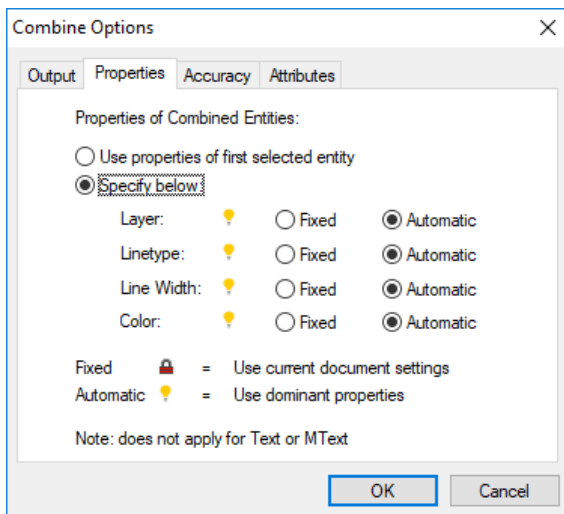 Combine Options
Output Properties Accuracy Attributes
Properties of Combined Entities:
Use properties of first selected entity
Specify below:
Layer: Fixed Automatic
Linetype: Fixed Automatic
Line Width: Fixed Automatic
Color: Fixed Automatic
Fixed = Use current document settings
Automatic = Use dominant properties
Note: does not apply for Text or MText
OK Cancel